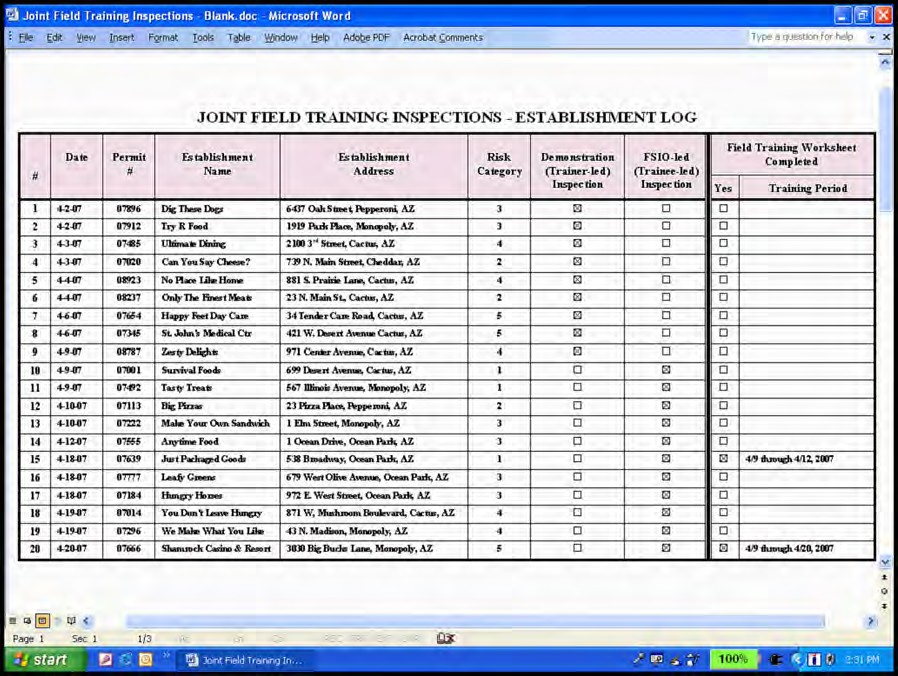 Joint Field Training Inspections - Blank.doc - Microsoft Word
File Edit View Insert Format Tools Table Window Help Adobe PDF Acrobat Comments Type a question for help
JOINT FIELD TRAINING INSPECTIONS - ESTABLISHMENT LOG
# Date Permit # Establishment Name Establishment Address Risk Category Demonstration (Trainer-led) Inspection FSIO-led (Trainee-led) Inspection Field Training Worksheet Completed
Yes Training Period
1 4-2-07 07896 Dig These Dogs 6437 Oak Street, Pepperoni, AZ 3 ☒ ☐ ☐
2 4-2-07 07912 Try R Food 1919 Park Place, Monopoly, AZ 3 ☒ ☐ ☐
3 4-3-07 07485 Ultimate Dining 2100 3rd Street, Cactus, AZ 4 ☒ ☐ ☐
4 4-3-07 07020 Can You Say Cheese? 739 N. Main Street, Cheddar, AZ 2 ☒ ☐ ☐
5 4-4-07 08923 No Place Like Home 881 S. Prairie Lane, Cactus, AZ 4 ☒ ☐ ☐
6 4-4-07 08237 Only The Finest Meats 23 N. Main St., Cactus, AZ 2 ☒ ☐ ☐
7 4-6-07 07654 Happy Feet Day Care 34 Tender Care Road, Cactus, AZ 5 ☒ ☐ ☐
8 4-6-07 07345 St. John's Medical Ctr 421 W. Desert Avenue Cactus, AZ 5 ☒ ☐ ☐
9 4-9-07 08787 Zesty Delights 971 Center Avenue, Cactus, AZ 4 ☒ ☐ ☐
10 4-9-07 07001 Survival Foods 699 Desert Avenue, Cactus, AZ 1 ☐ ☒ ☐
11 4-9-07 07492 Tasty Treats 567 Illinois Avenue, Monopoly, AZ 1 ☐ ☒ ☐
12 4-10-07 07113 Big Pizzas 23 Pizza Place, Pepperoni, AZ 2 ☐ ☒ ☐
13 4-10-07 07222 Make Your Own Sandwich 1 Elm Street, Monopoly, AZ 3 ☐ ☒ ☐
14 4-12-07 07555 Anytime Food 1 Ocean Drive, Ocean Park, AZ 3 ☐ ☒ ☐
15 4-18-07 07639 Just Packaged Goods 538 Broadway, Ocean Park, AZ 1 ☐ ☒ ☒ 4/9 through 4/12, 2007
16 4-18-07 07777 Leafy Greens 679 West Olive Avenue, Ocean Park, AZ 3 ☐ ☒ ☐
17 4-18-07 07184 Hungry Horses 972 E. West Street, Ocean Park, AZ 3 ☐ ☒ ☐
18 4-19-07 07014 You Don't Leave Hungry 871 W, Mushroom Boulevard, Cactus, AZ 4 ☐ ☒ ☐
19 4-19-07 07296 We Make What You Like 43 N. Madison, Monopoly, AZ 4 ☐ ☒ ☐
20 4-20-07 07666 Shamrock Casino & Resort 3030 Big Bucks Lane, Monopoly, AZ 5 ☐ ☒ ☒ 4/9 through 4/20, 2007
Page 1 Sec 1 1/3
start Joint Field Training In... 100% 3:31 PM